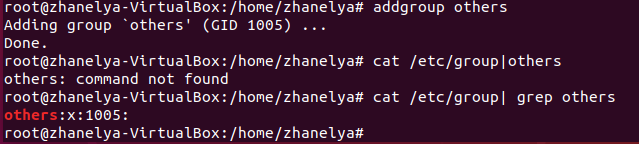 root@zhanelya-VirtualBox:/home/zhanelya# addgroup others
Adding group `others' (GID 1005) ...
Done.
root@zhanelya-VirtualBox:/home/zhanelya# cat /etc/group|others
others: command not found
root@zhanelya-VirtualBox:/home/zhanelya# cat /etc/group| grep others
others:x:1005:
root@zhanelya-VirtualBox:/home/zhanelya#